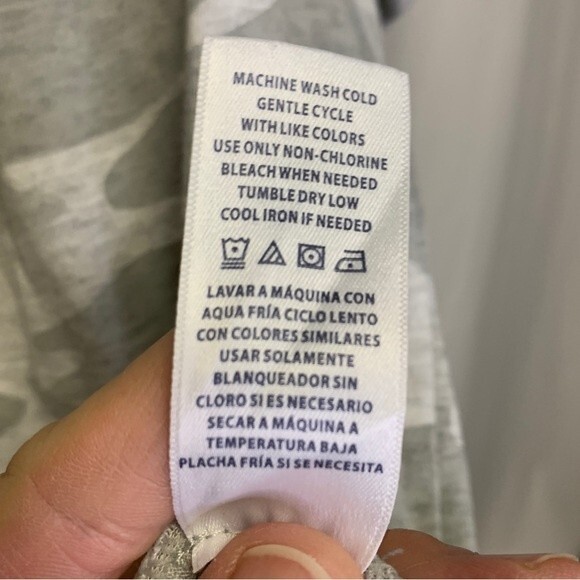 MACHINE WASH COLD
GENTLE CYCLE
WITH LIKE COLORS
USE ONLY NON-CHLORINE
BLEACH WHEN NEEDED
TUMBLE DRY LOW
COOL IRON IF NEEDED
LAVAR A MÁQUINA CON
AQUA FRÍA CICLO LENTO
CON COLORES SIMILARES
USAR SOLAMENTE
BLANQUEADOR SIN
CLORO SI ES NECESARIO
SECAR A MÁQUINA A
TEMPERATURA BAJA
PLACHA FRÍA SI SE NECESITA